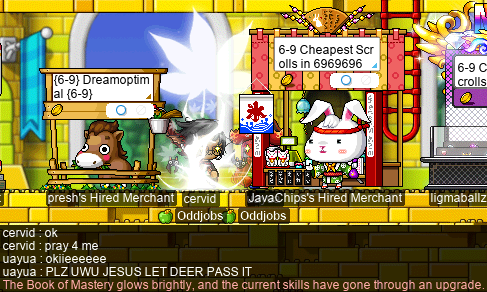 {6-9} Dreamoptim
al {6-9}
6-9 Cheapest Scr
olls in 6969696
6-9 C
crolls
氷
presh's Hired Merchant
cervid
JavaChips's Hired Merchant
ligmaballz
Oddjobs
Oddjobs
cervid : ok
cervid : pray 4 me
uayua : okiieeeeee
uayua : PLZ UWU JESUS LET DEER PASS IT
The Book of Mastery glows brightly, and the current skills have gone through an upgrade.